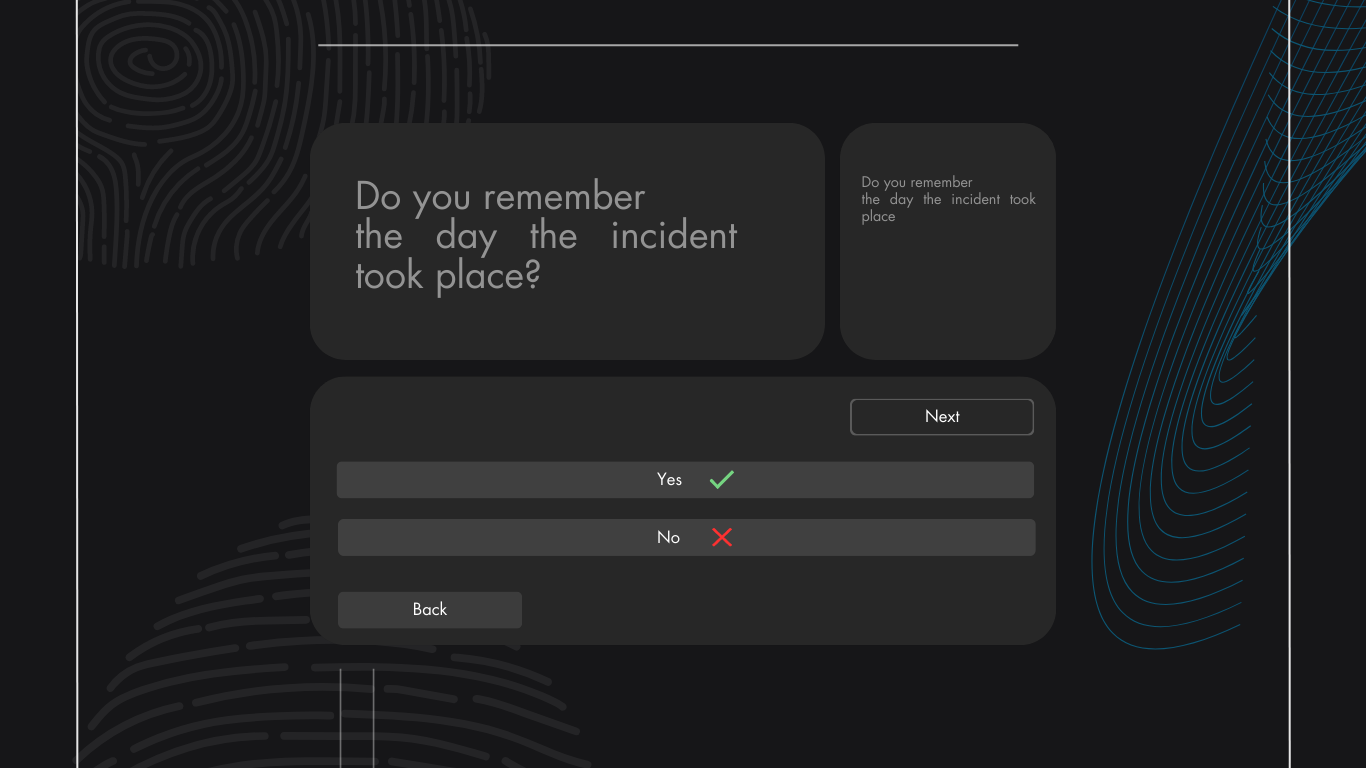 Do you remember
the day the incident
took place?
Do you remember
the day the incident took
place
Next
Yes
No
Back